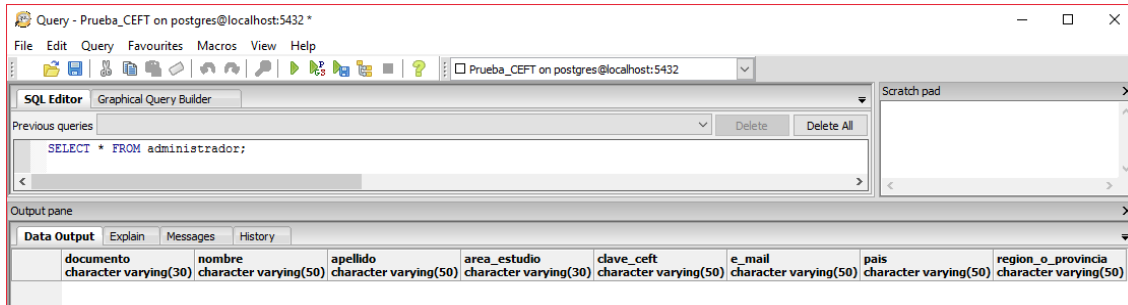 Query - Prueba_CEFT on postgres@localhost:5432 *
File Edit Query Favourites Macros View Help
Prueba_CEFT on postgres@localhost:5432
SQL Editor Graphical Query Builder
Scratch pad
Previous queries Delete Delete All
SELECT * FROM administrador;
Output pane
Data Output Explain Messages History
documento nombre apellido area_estudio clave_ceft e_mail pais region_o_provincia
character varying(30) character varying(50) character varying(50) character varying(30) character varying(50) character varying(50) character varying(50) character varying(50)